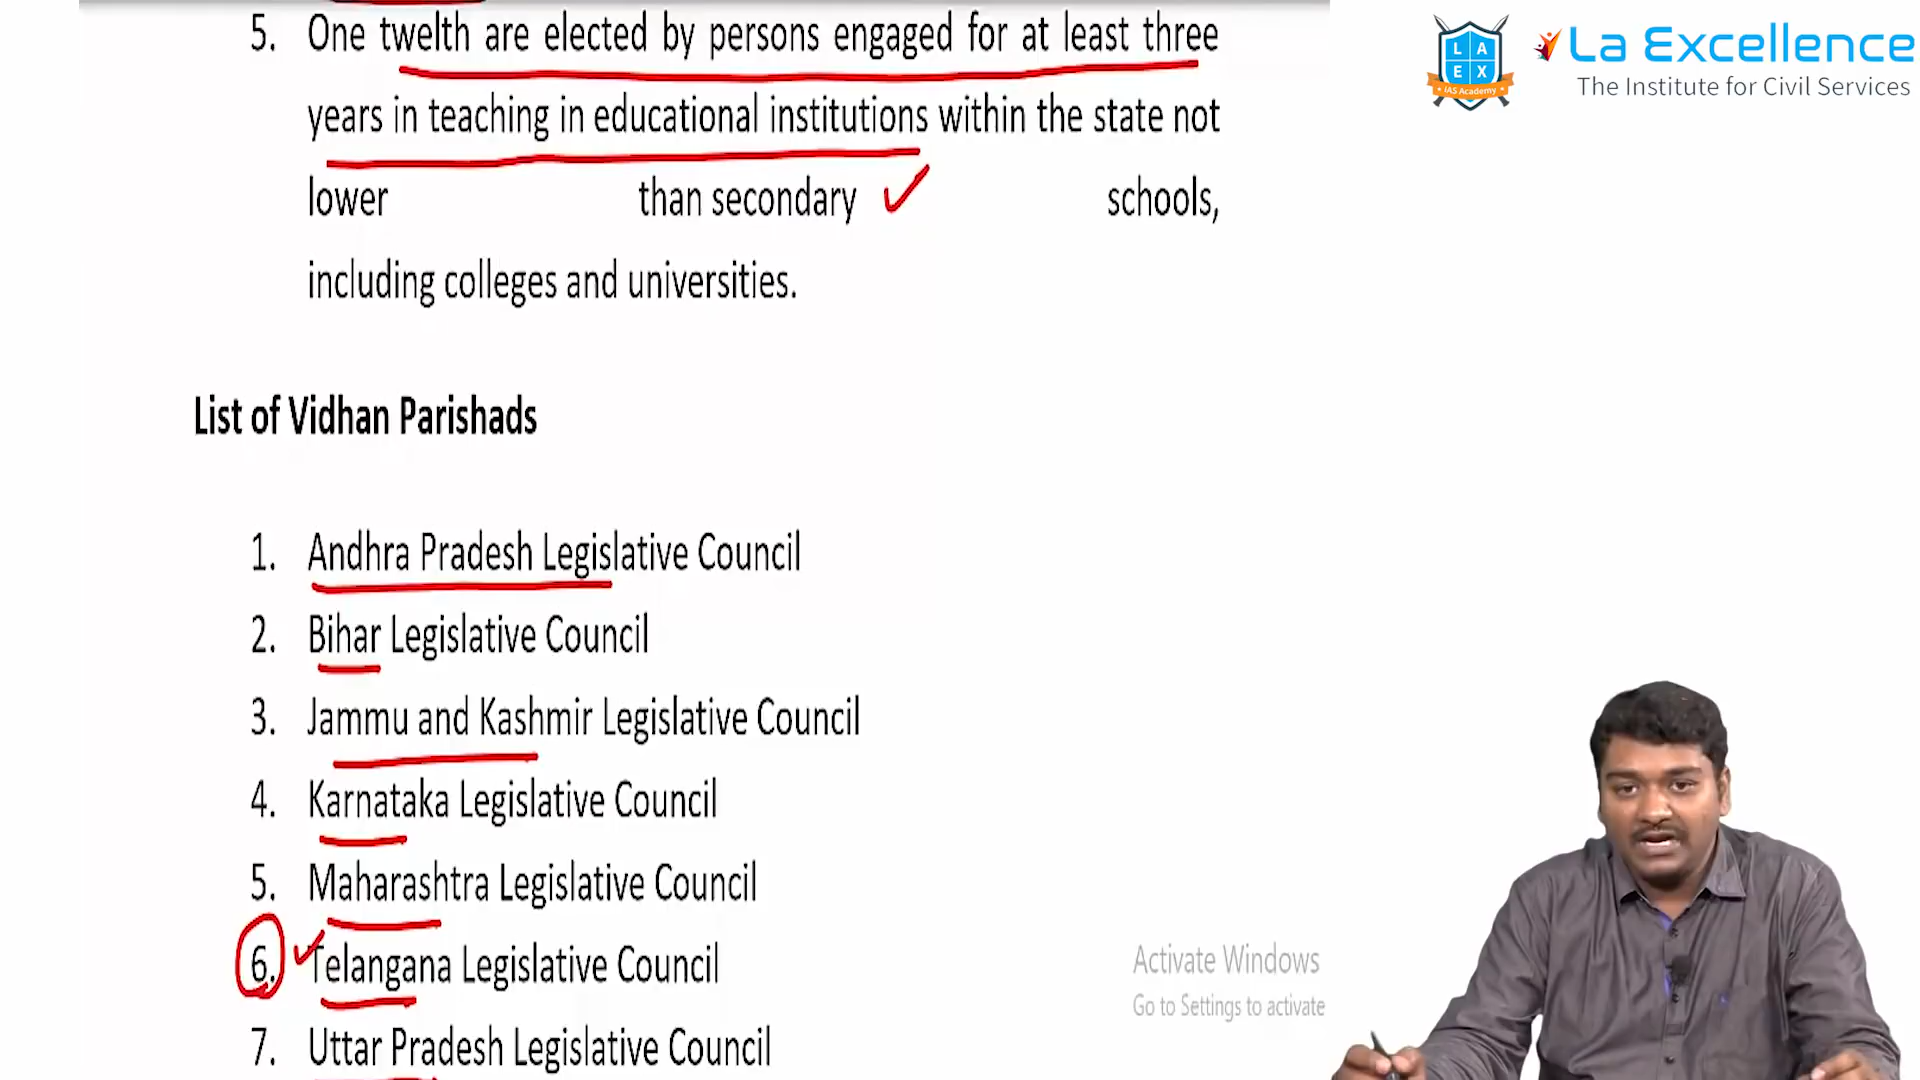 5. One twelth are elected by persons engaged for at least three
years in teaching in educational institutions within the state not
lower than secondary schools,
including colleges and universities.
List of Vidhan Parishads
1. Andhra Pradesh Legislative Council
2. Bihar Legislative Council
3. Jammu and Kashmir Legislative Council
4. Karnataka Legislative Council
5. Maharashtra Legislative Council
6. Telangana Legislative Council
7. Uttar Pradesh Legislative Council
L A
E X
IAS Academy
La Excellence
The Institute for Civil Services
Activate Windows
Go to Settings to activate